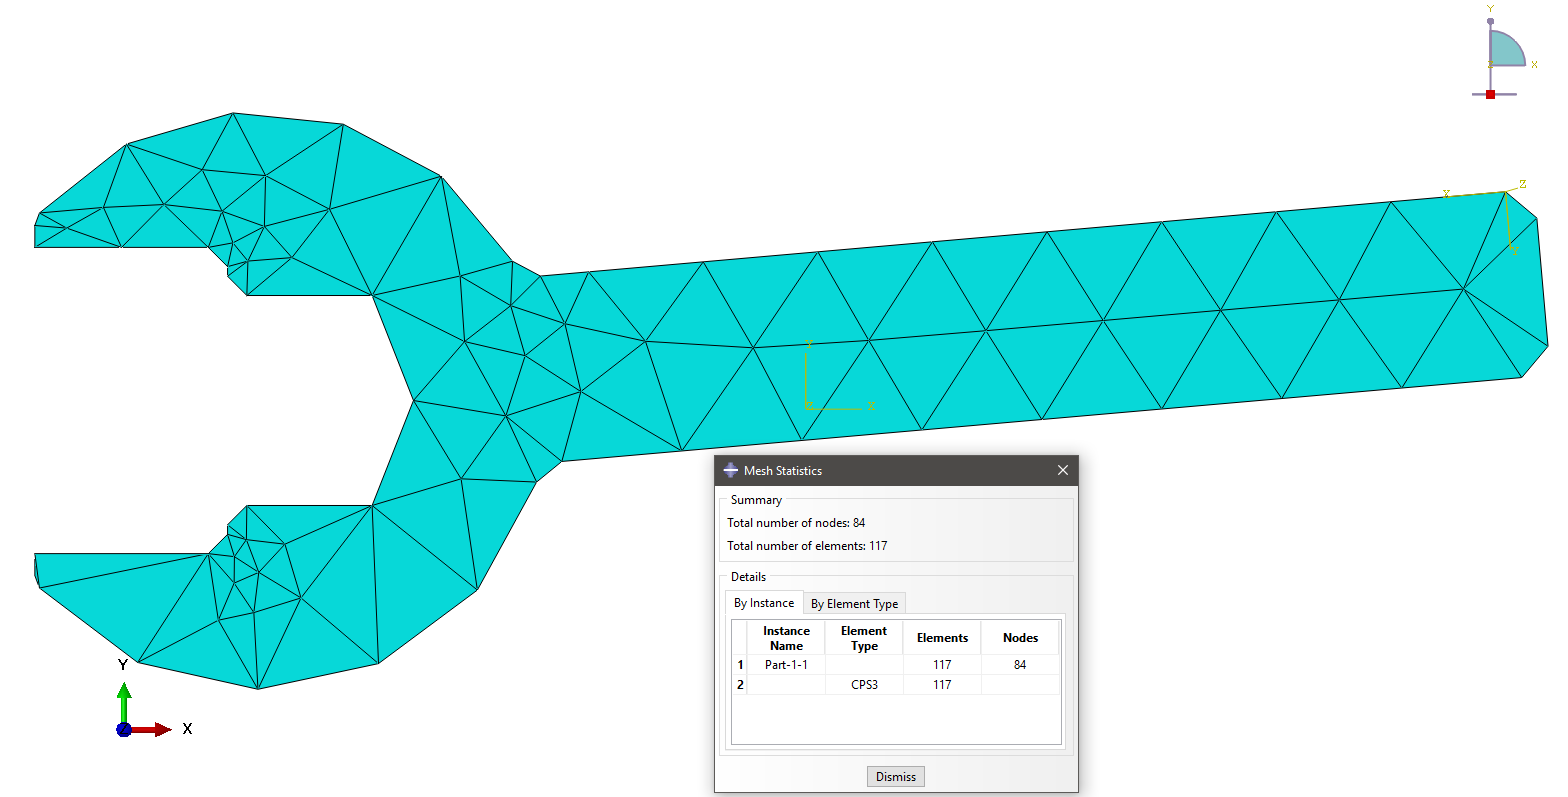 Y
X
Z
Y
Z
Y
X
Mesh Statistics
Summary
Total number of nodes: 84
Total number of elements: 117
Details
By Instance By Element Type
Instance Name Element Type Elements Nodes
1 Part-1-1 117 84
2 CPS3 117
Dismiss